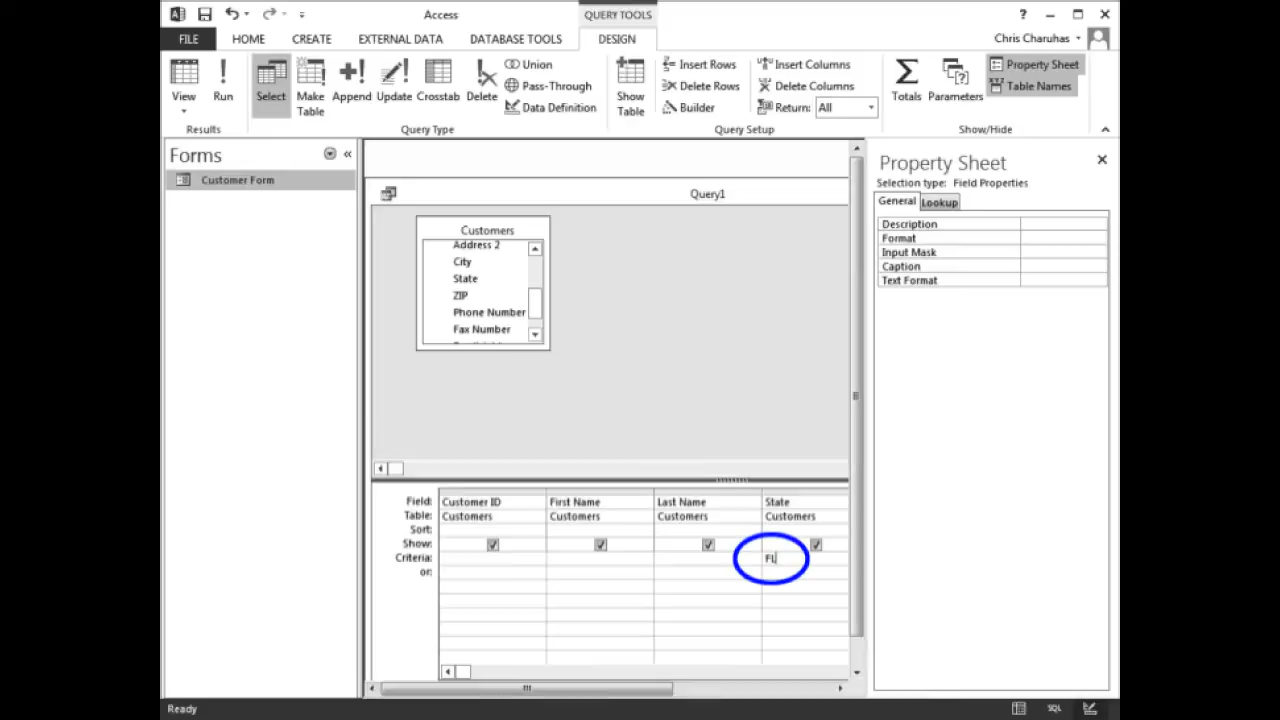 Access
QUERY TOOLS
?
FILE
HOME
CREATE
EXTERNAL DATA
DATABASE TOOLS
DESIGN
Chris Charuhas
View
Run
Select
Make Table
Append
Update
Crosstab
Delete
Union
Pass-Through
Data Definition
Show Table
Insert Rows
Delete Rows
Builder
Insert Columns
Delete Columns
Return: All
Totals
Parameters
Property Sheet
Table Names
Results
Query Type
Query Setup
Show/Hide
Forms
Customer Form
Query1
Customers
Address 2
City
State
ZIP
Phone Number
Fax Number
Field: Customer ID First Name Last Name State
Table: Customers Customers Customers Customers
Sort:
Show:
Criteria: FL
or:
Property Sheet
Selection type: Field Properties
General Lookup
Description
Format
Input Mask
Caption
Text Format
Ready
SQL